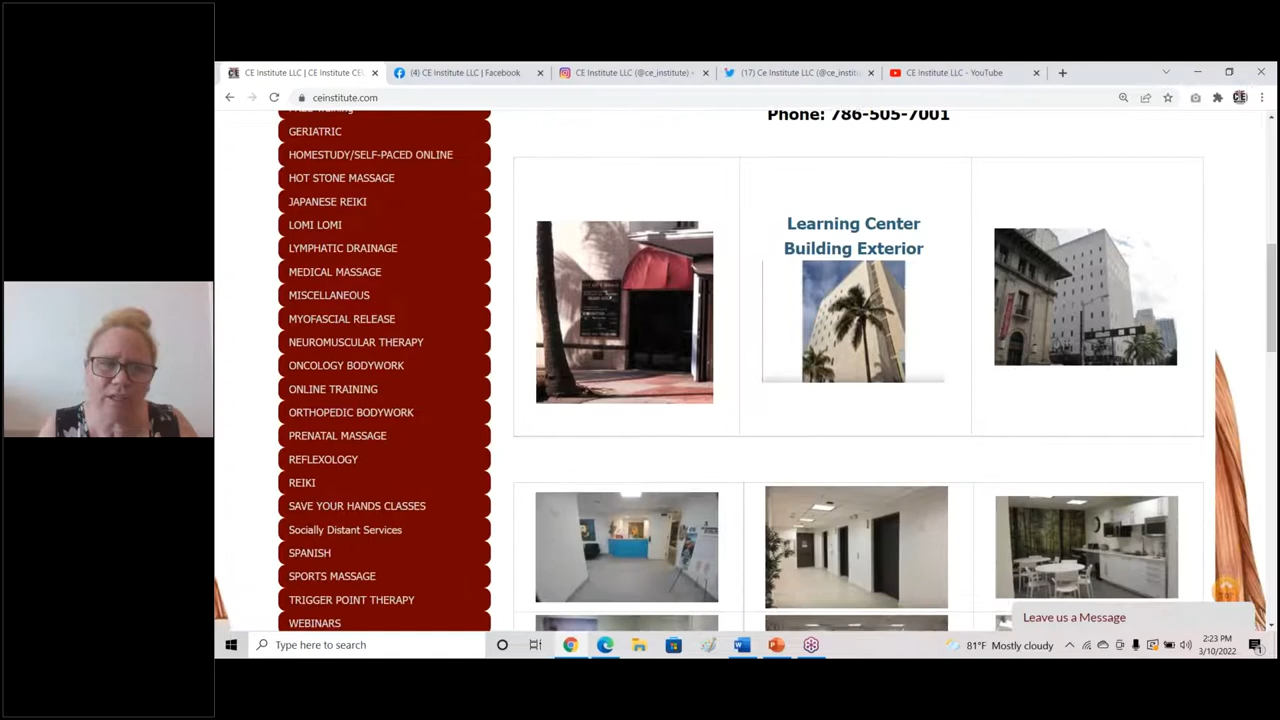 CE Institute LLC | CE Institute CE
(4) CE Institute LLC | Facebook
CE Institute LLC (@ce_institute) •
(17) Ce Institute LLC (@ce_institu
CE Institute LLC - YouTube
ceinstitute.com
Phone: 786-505-7001
GERIATRIC
HOMESTUDY/SELF-PACED ONLINE
HOT STONE MASSAGE
JAPANESE REIKI
LOMI LOMI
LYMPHATIC DRAINAGE
MEDICAL MASSAGE
MISCELLANEOUS
MYOFASCIAL RELEASE
NEUROMUSCULAR THERAPY
ONCOLOGY BODYWORK
ONLINE TRAINING
ORTHOPEDIC BODYWORK
PRENATAL MASSAGE
REFLEXOLOGY
REIKI
SAVE YOUR HANDS CLASSES
Socially Distant Services
SPANISH
SPORTS MASSAGE
TRIGGER POINT THERAPY
WEBINARS
Learning Center
Building Exterior
Leave us a Message
Type here to search
81°F Mostly cloudy
2:23 PM
3/10/2022